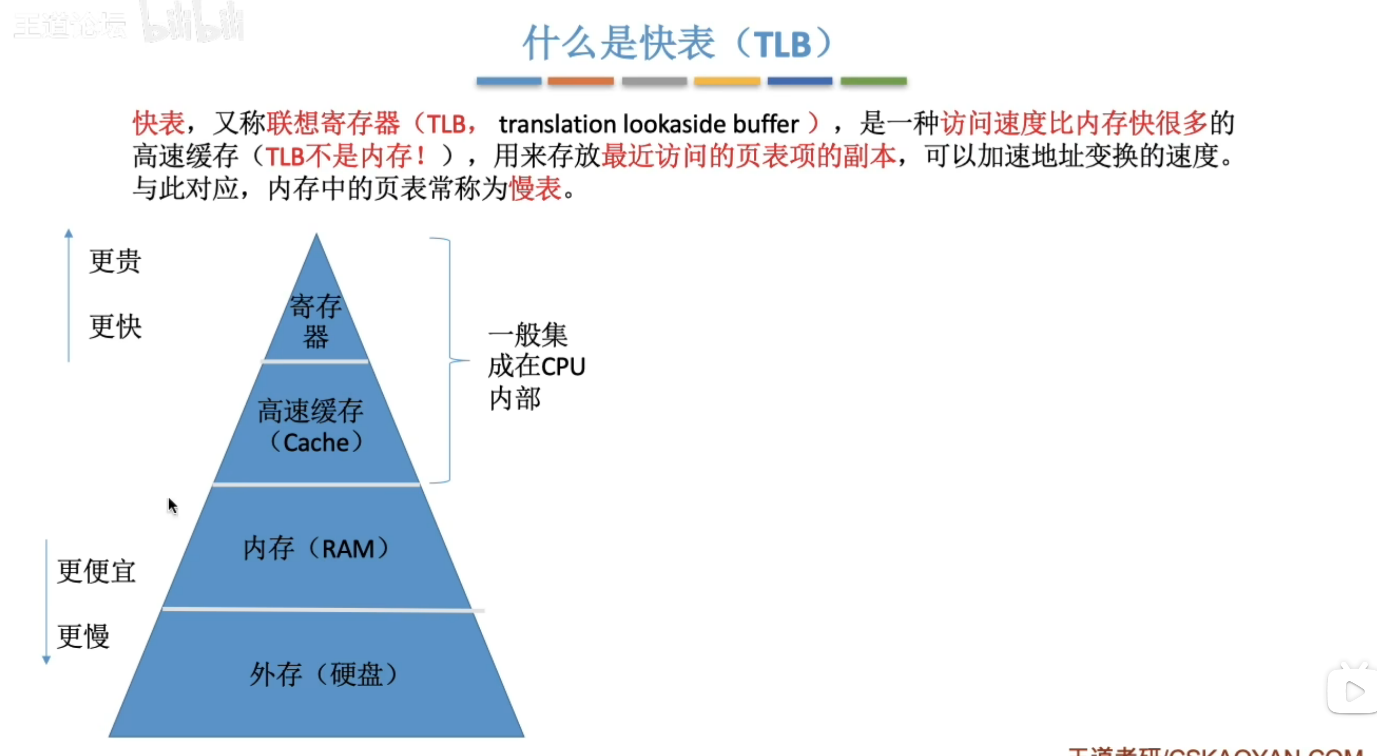 王道论坛 bilibili
什么是快表（TLB）
快表，又称联想寄存器（TLB， translation lookaside buffer ），是一种访问速度比内存快很多的
高速缓存（TLB不是内存！），用来存放最近访问的页表项的副本，可以加速地址变换的速度。
与此对应，内存中的页表常称为慢表。
更贵
更快
寄存
器
高速缓存
（Cache）
一般集
成在CPU
内部
内存（RAM）
更便宜
更慢
外存（硬盘）
王道考研/CSKAOYAN.COM